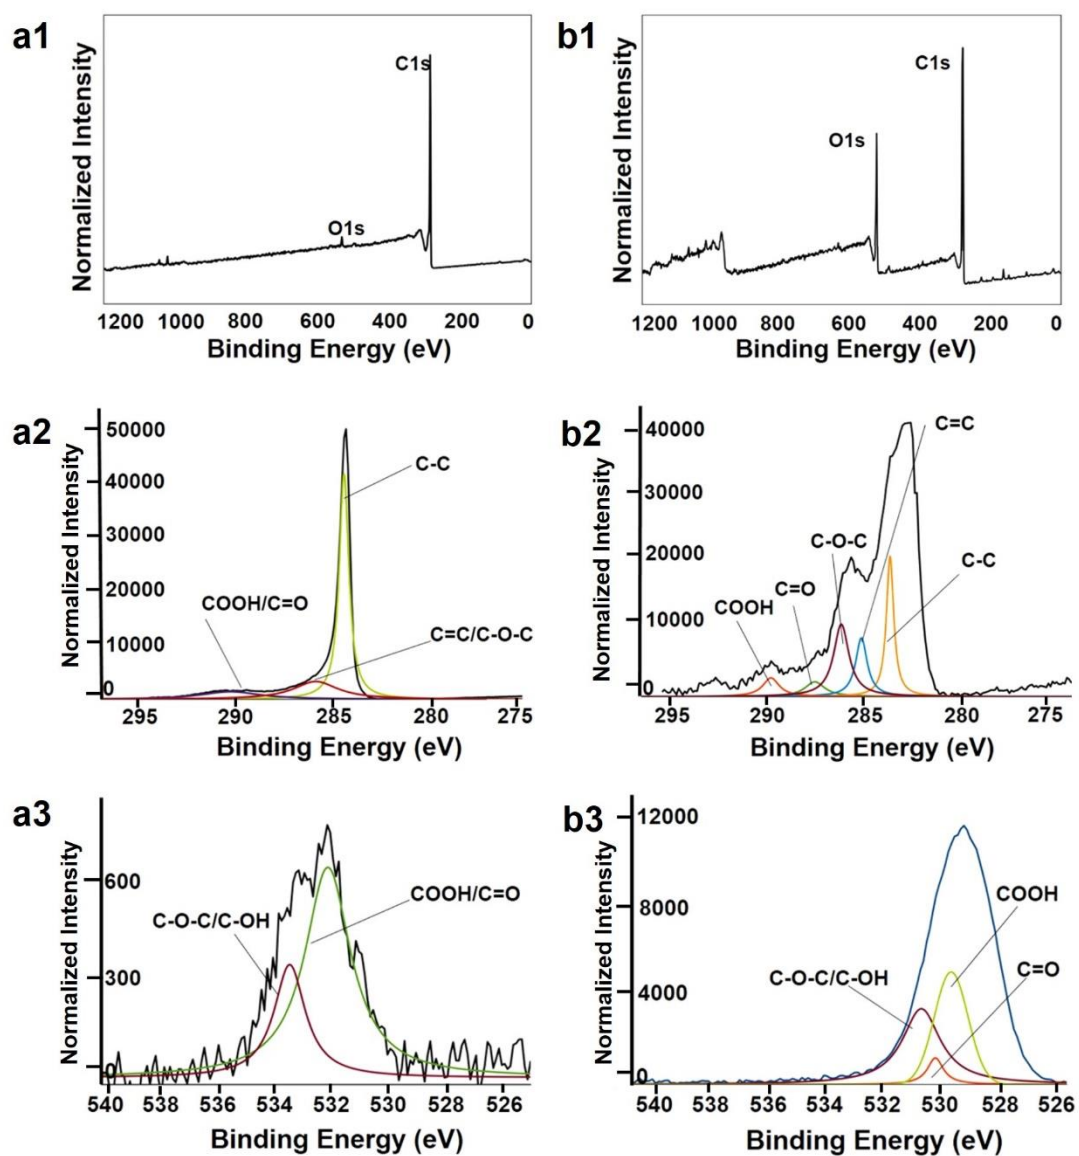 a1
Normalized Intensity
C1s
O1s
1200 1000 800 600 400 200 0
Binding Energy (eV)
b1
Normalized Intensity
C1s
O1s
1200 1000 800 600 400 200 0
Binding Energy (eV)
a2
Normalized Intensity
50000
40000
30000
20000
10000
0
C-C
COOH/C=O
C=C/C-O-C
295 290 285 280 275
Binding Energy (eV)
b2
Normalized Intensity
40000
30000
20000
10000
0
C=C
C-O-C
C-C
C=O
COOH
295 290 285 280 275
Binding Energy (eV)
a3
Normalized Intensity
600
300
0
COOH/C=O
C-O-C/C-OH
540 538 536 534 532 530 528 526
Binding Energy (eV)
b3
Normalized Intensity
12000
8000
4000
0
COOH
C=O
C-O-C/C-OH
540 538 536 534 532 530 528 526
Binding Energy (eV)